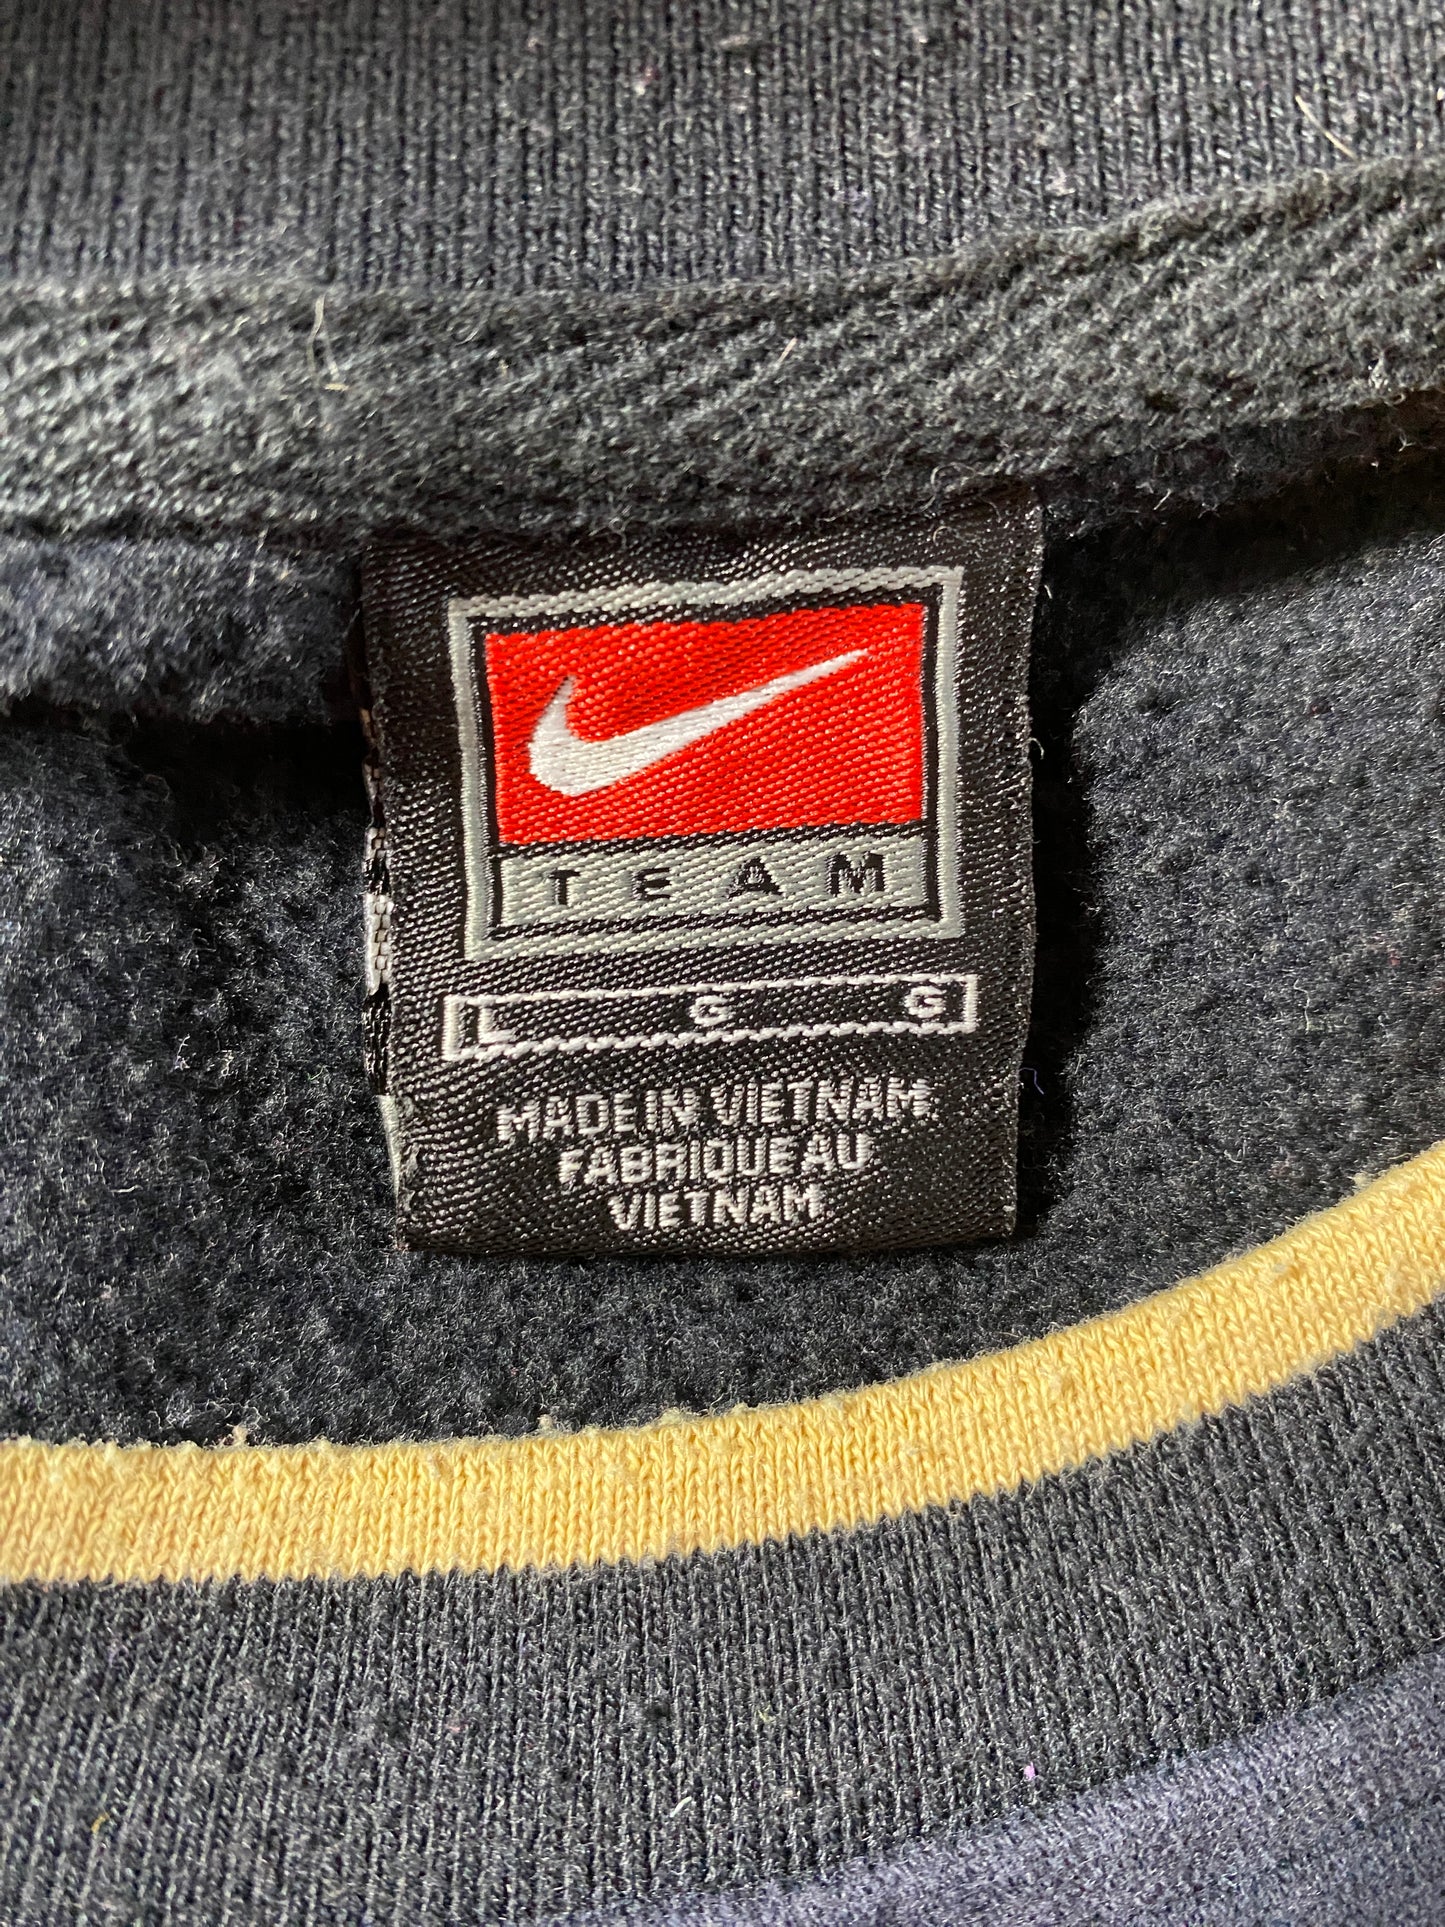 TEAM
L G G
MADE IN VIETNAM
FABRIQUE AU
VIETNAM